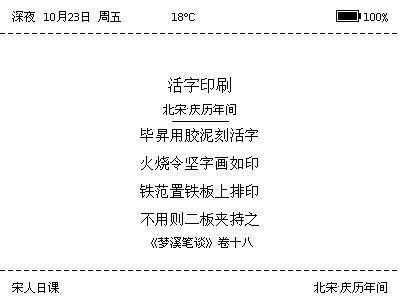 深夜 10月23日 周五 18°C 100%
活字印刷
北宋·庆历年间
毕昇用胶泥刻活字
火烧令坚字画如印
铁范置铁板上排印
不用则二板夹持之
《梦溪笔谈》卷十八
宋人日课 北宋·庆历年间